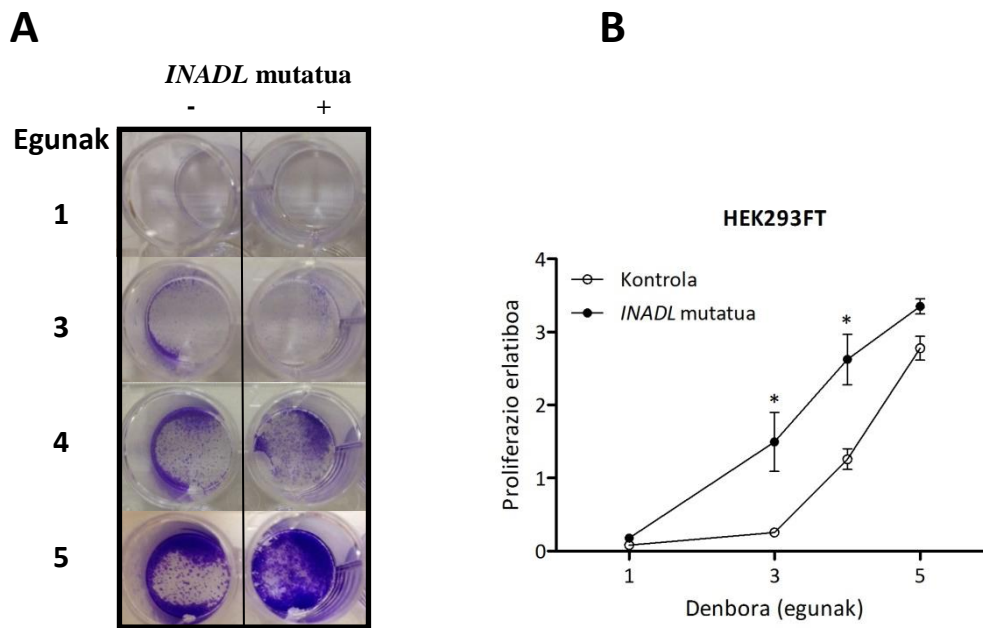 A
INADL mutatua
- +
Egunak
1
3
4
5
B
HEK293FT
Kontrola
INADL mutatua
Proliferazio erlatiboa
4
3
2
1
0
*
*
1 3 5
Denbora (egunak)